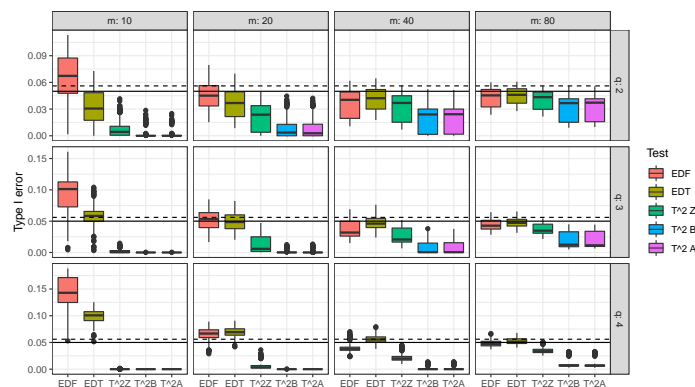 m: 10 m: 20 m: 40 m: 80
0.09
0.06
0.03
0.00
q: 2
Type I error
0.15
0.10
0.05
0.00
q: 3
0.15
0.10
0.05
0.00
q: 4
EDF EDT T^2Z T^2B T^2A EDF EDT T^2Z T^2B T^2A EDF EDT T^2Z T^2B T^2A EDF EDT T^2Z T^2B T^2A
Test
EDF
EDT
T^2 Z
T^2 B
T^2 A